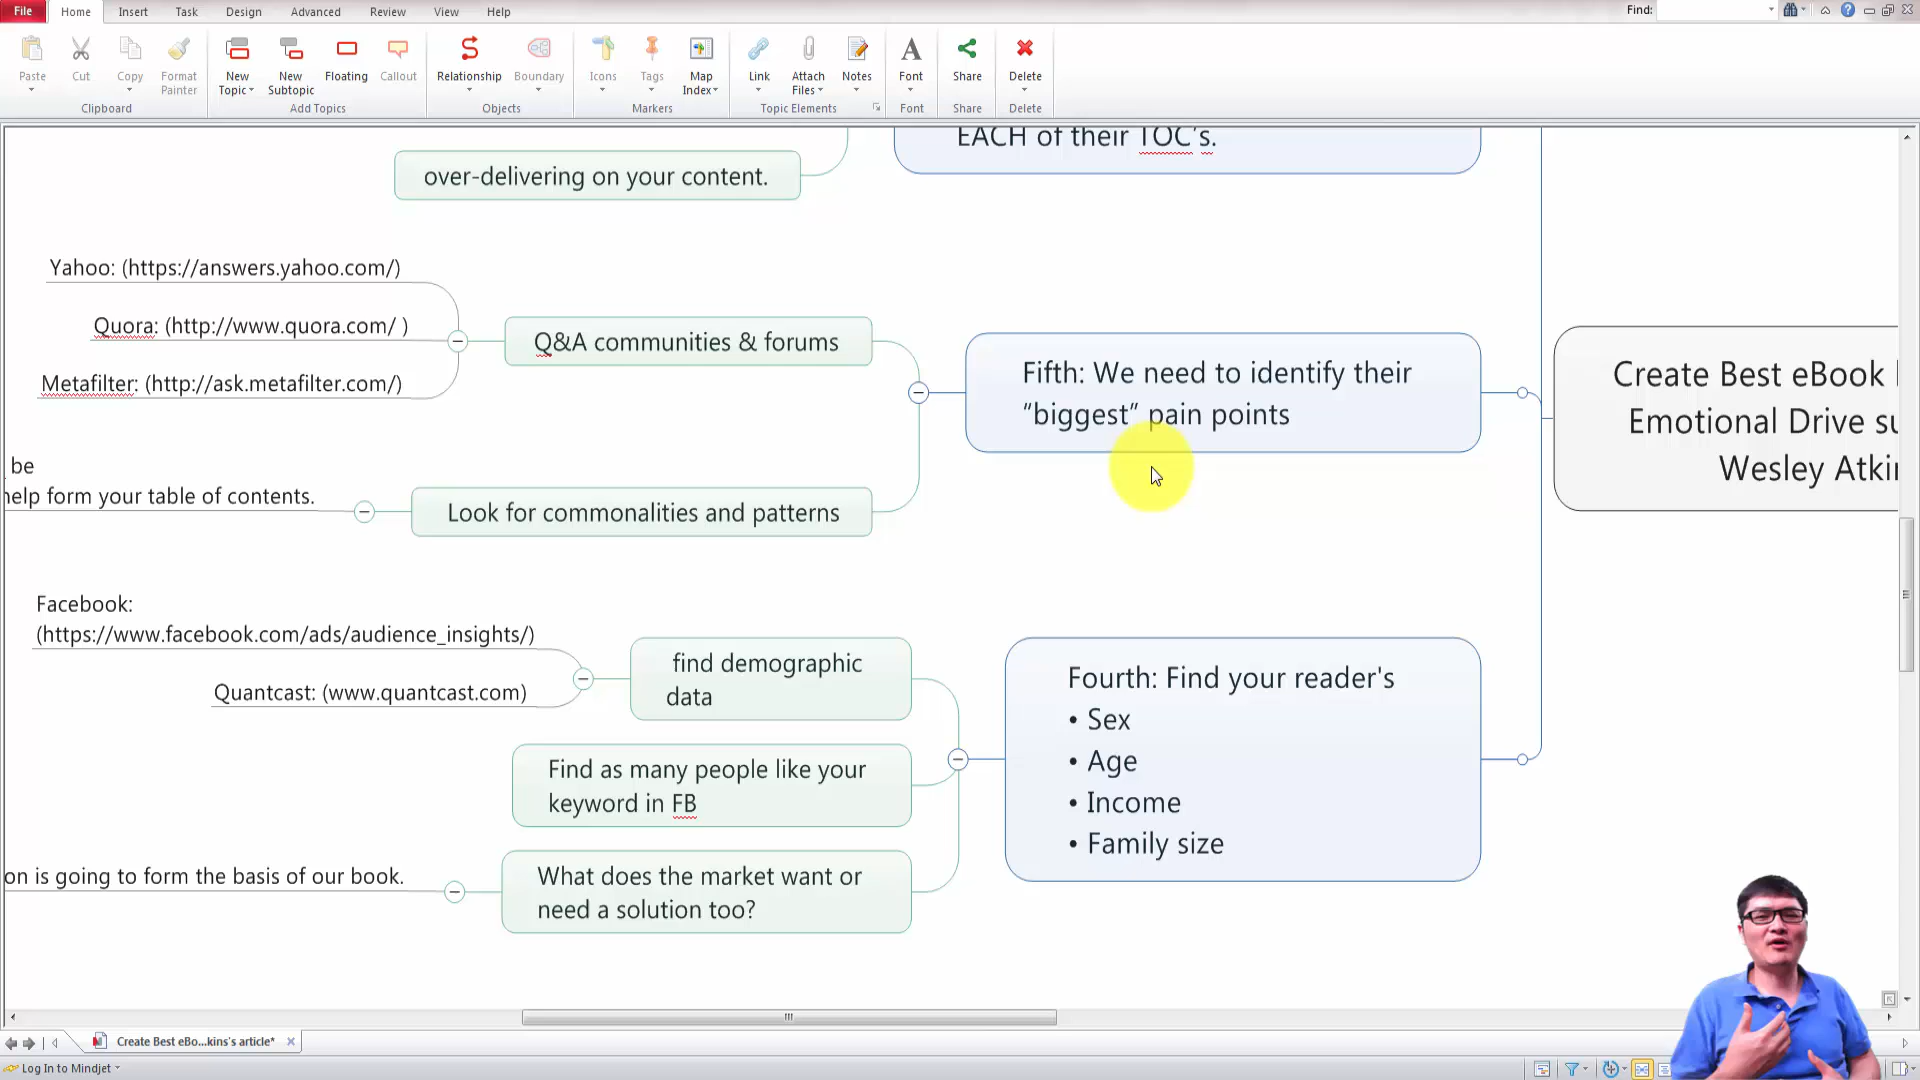 File Home Insert Task Design Advanced Review View Help Find:
Paste Cut Copy Format Painter New Topic New Subtopic Floating Callout Relationship Boundary Icons Tags Map Index Link Attach Files Notes Font Share Delete
Clipboard Add Topics Objects Markers Topic Elements Font Share Delete
EACH of their TOC's.
over-delivering on your content.
Yahoo: (https://answers.yahoo.com/)
Quora: (http://www.quora.com/ )
Metafilter: (http://ask.metafilter.com/)
Q&A communities & forums
Fifth: We need to identify their
“biggest” pain points
Create Best eBook
Emotional Drive su
Wesley Atkin
be
help form your table of contents.
Look for commonalities and patterns
Facebook:
(https://www.facebook.com/ads/audience_insights/)
Quantcast: (www.quantcast.com)
find demographic
data
Find as many people like your
keyword in FB
What does the market want or
need a solution too?
on is going to form the basis of our book.
Fourth: Find your reader's
• Sex
• Age
• Income
• Family size
Create Best eBo...kins's article*
Log In to Mindjet